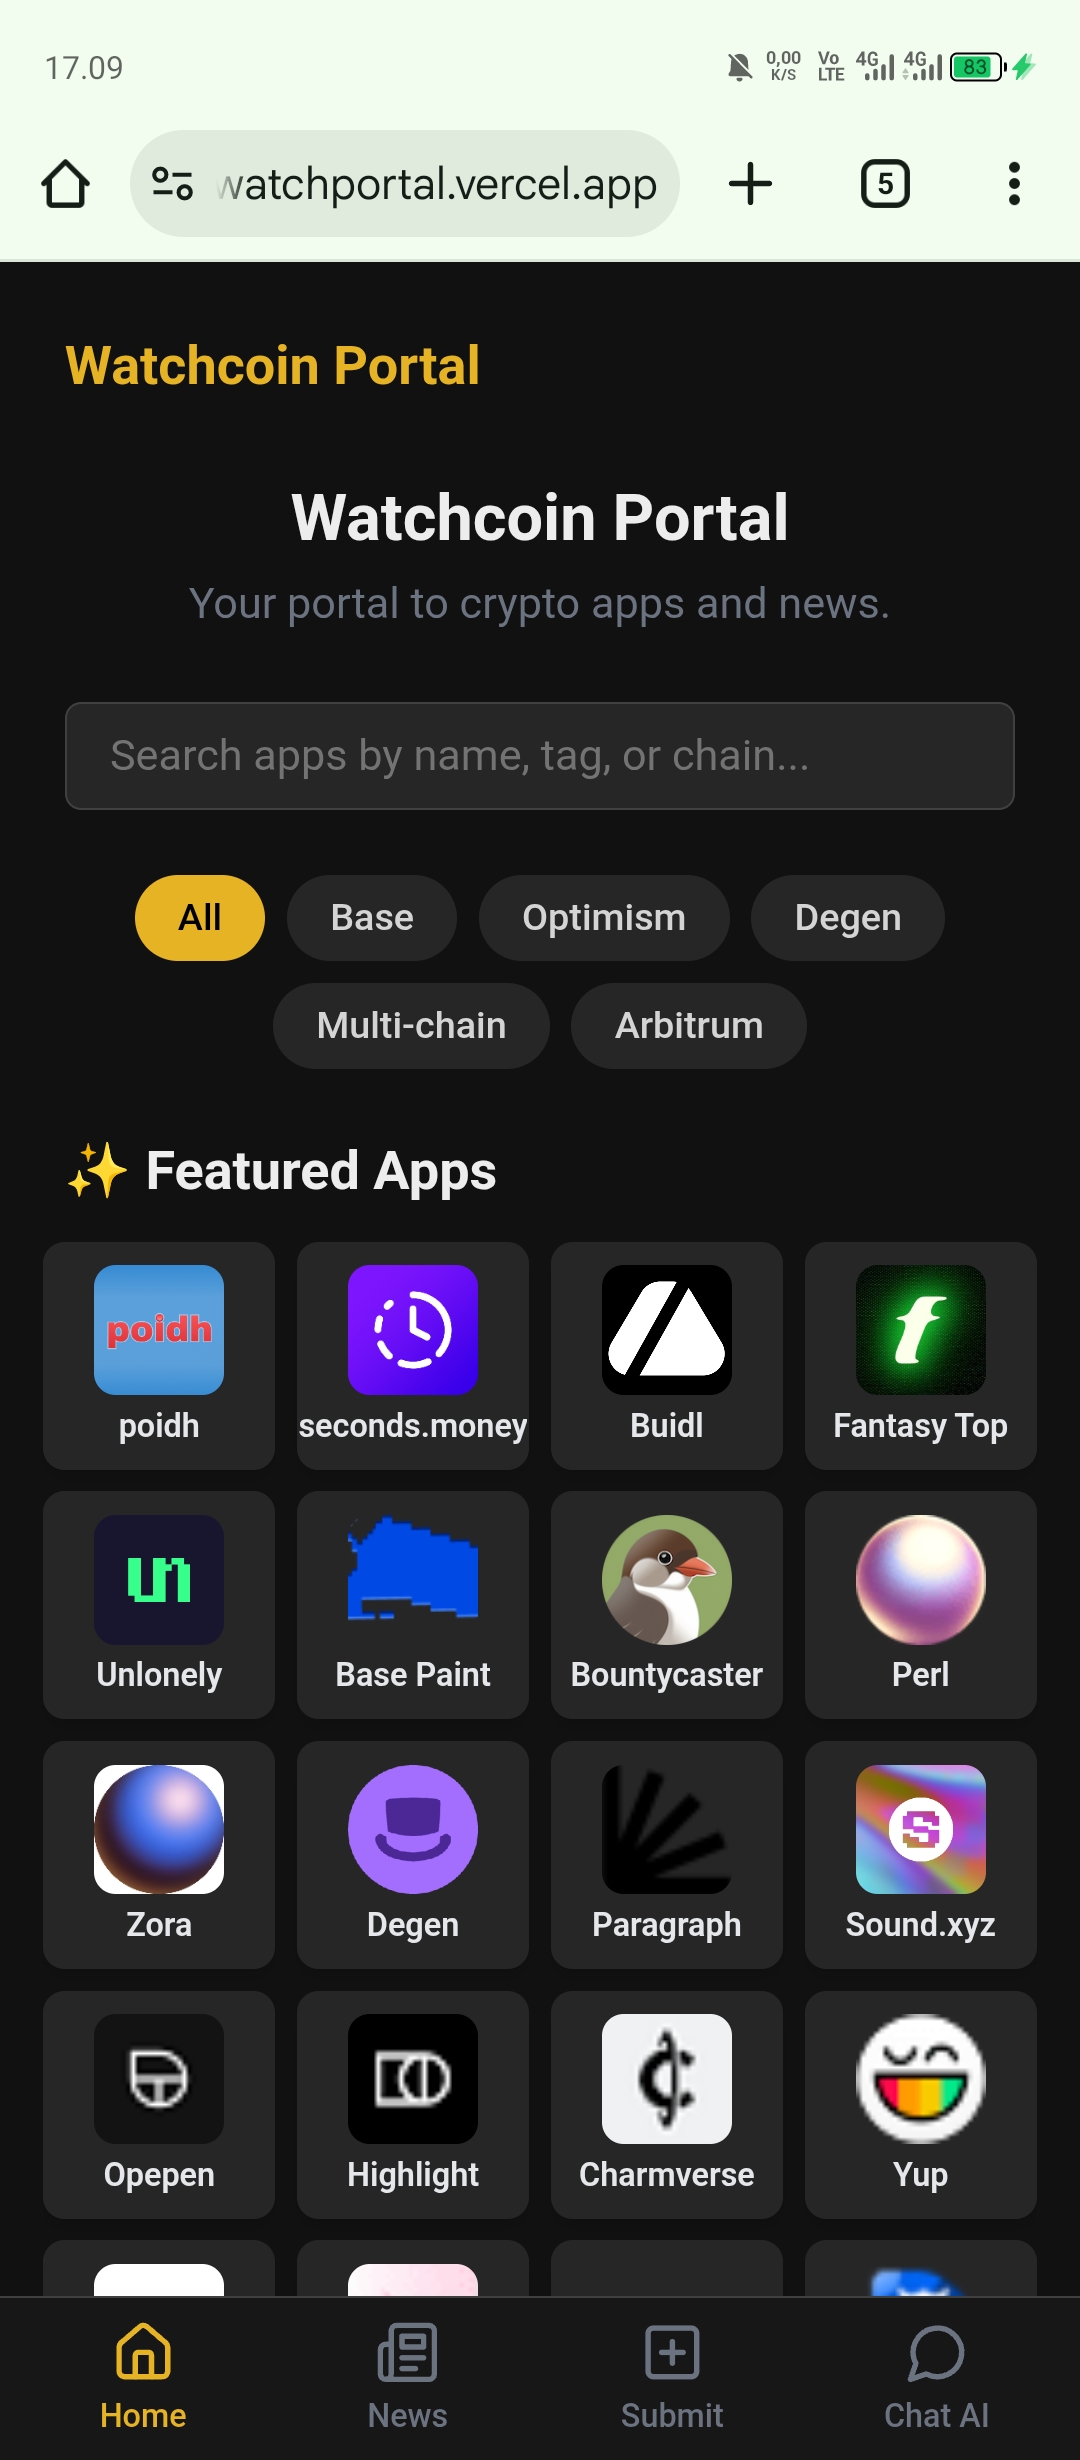 17.09
0,00 K/S Vo LTE 4G 4G 83
watchportal.vercel.app 5
Watchcoin Portal
Watchcoin Portal
Your portal to crypto apps and news.
Search apps by name, tag, or chain...
All Base Optimism Degen
Multi-chain Arbitrum
✨ Featured Apps
poidh
poidh seconds.money Buidl Fantasy Top
Unlonely Base Paint Bountycaster Perl
Zora Degen Paragraph Sound.xyz
Opepen Highlight Charmverse Yup
Home News Submit Chat AI